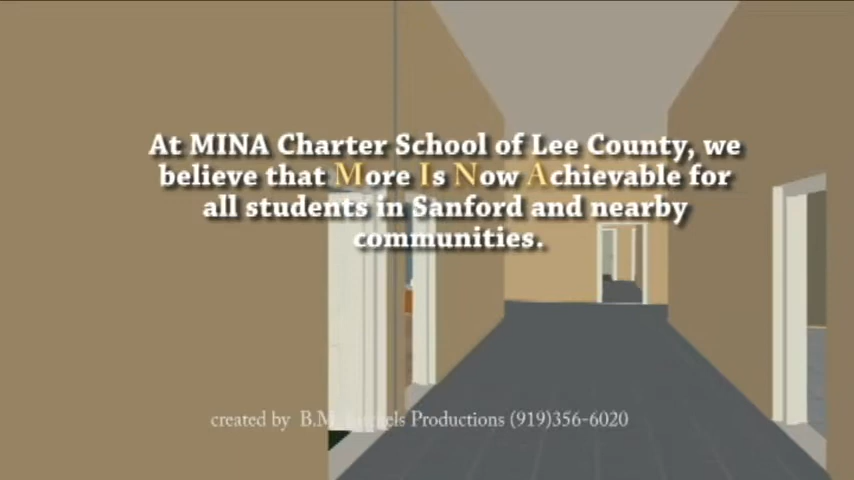 At MINA Charter School of Lee County, we
believe that More Is Now Achievable for
all students in Sanford and nearby
communities.
created by B.M. Productions (919)356-6020